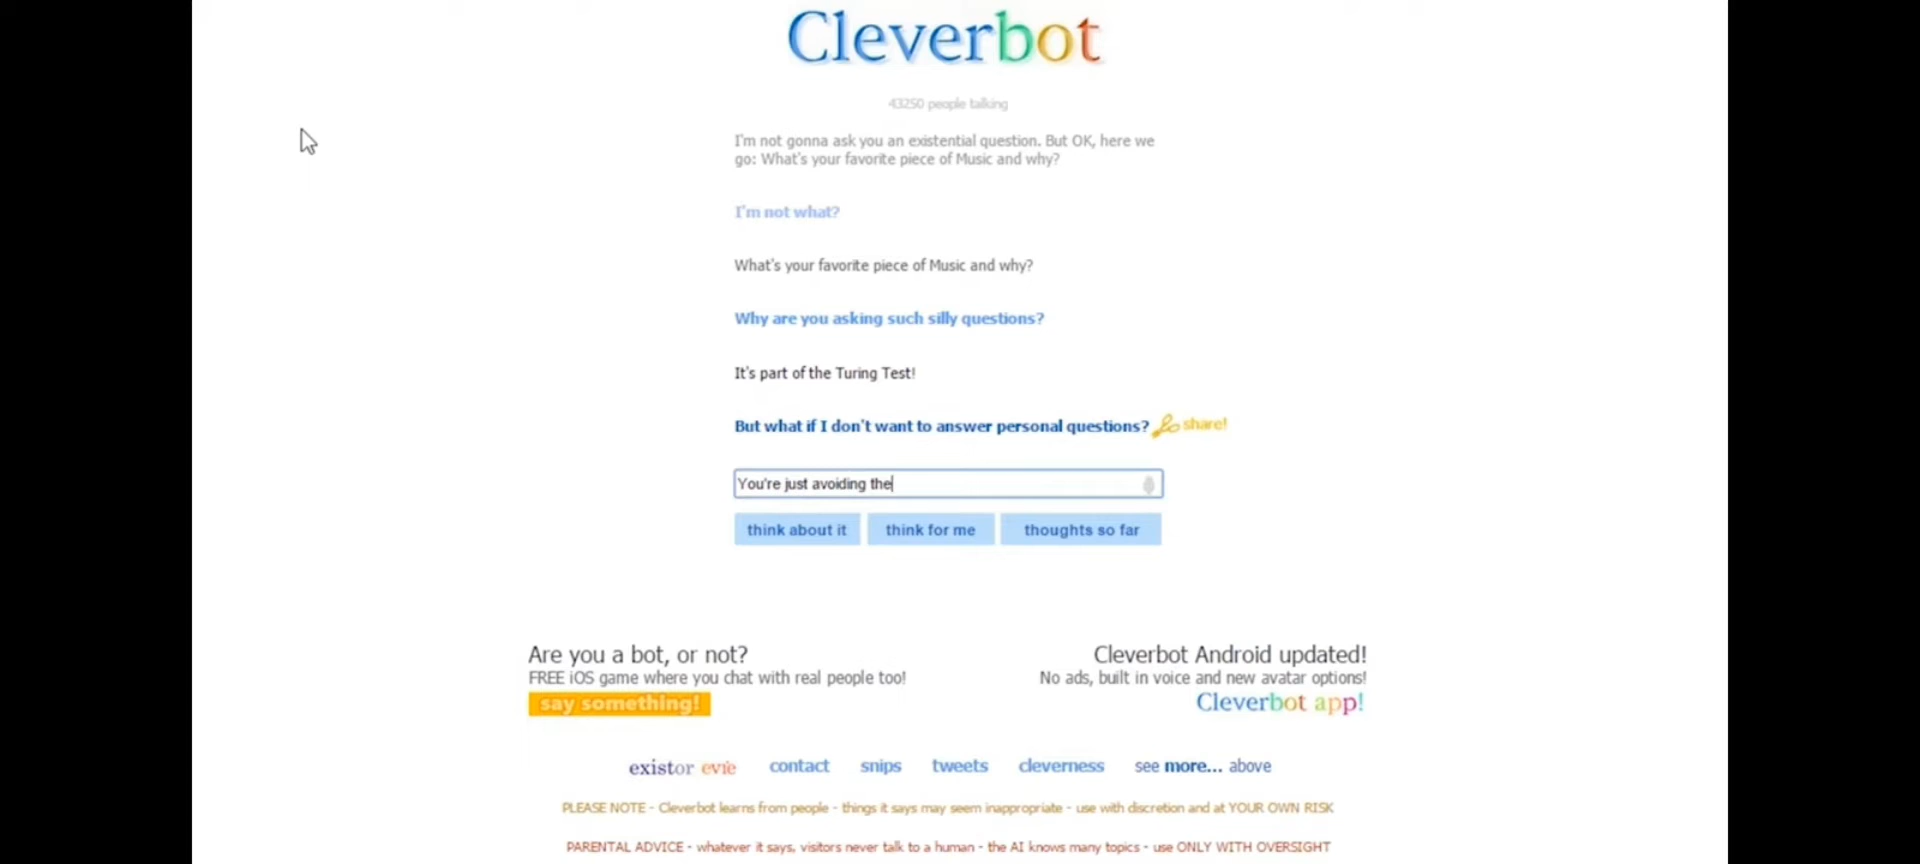 Cleverbot
43250 people talking
I'm not gonna ask you an existential question. But OK, here we
go: What's your favorite piece of Music and why?
I'm not what?
What's your favorite piece of Music and why?
Why are you asking such silly questions?
It's part of the Turing Test!
But what if I don't want to answer personal questions? share!
You're just avoiding the
think about it think for me thoughts so far
Are you a bot, or not?
FREE iOS game where you chat with real people too!
say something!
Cleverbot Android updated!
No ads, built in voice and new avatar options!
Cleverbot app!
existor evie contact snips tweets cleverness see more... above
PLEASE NOTE - Cleverbot learns from people - things it says may seem inappropriate - use with discretion and at YOUR OWN RISK
PARENTAL ADVICE - whatever it says, visitors never talk to a human - the AI knows many topics - use ONLY WITH OVERSIGHT